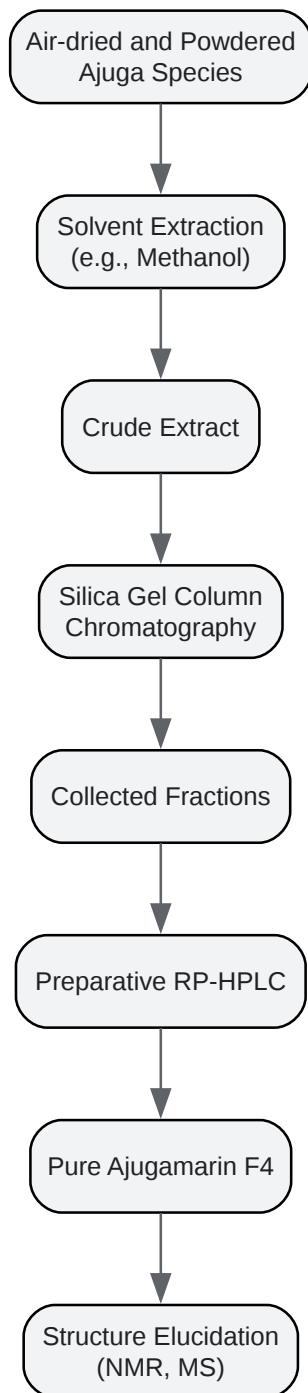 Air-dried and Powdered
Ajuga Species
Solvent Extraction
(e.g., Methanol)
Crude Extract
Silica Gel Column
Chromatography
Collected Fractions
Preparative RP-HPLC
Pure Ajugamarin F4
Structure Elucidation
(NMR, MS)